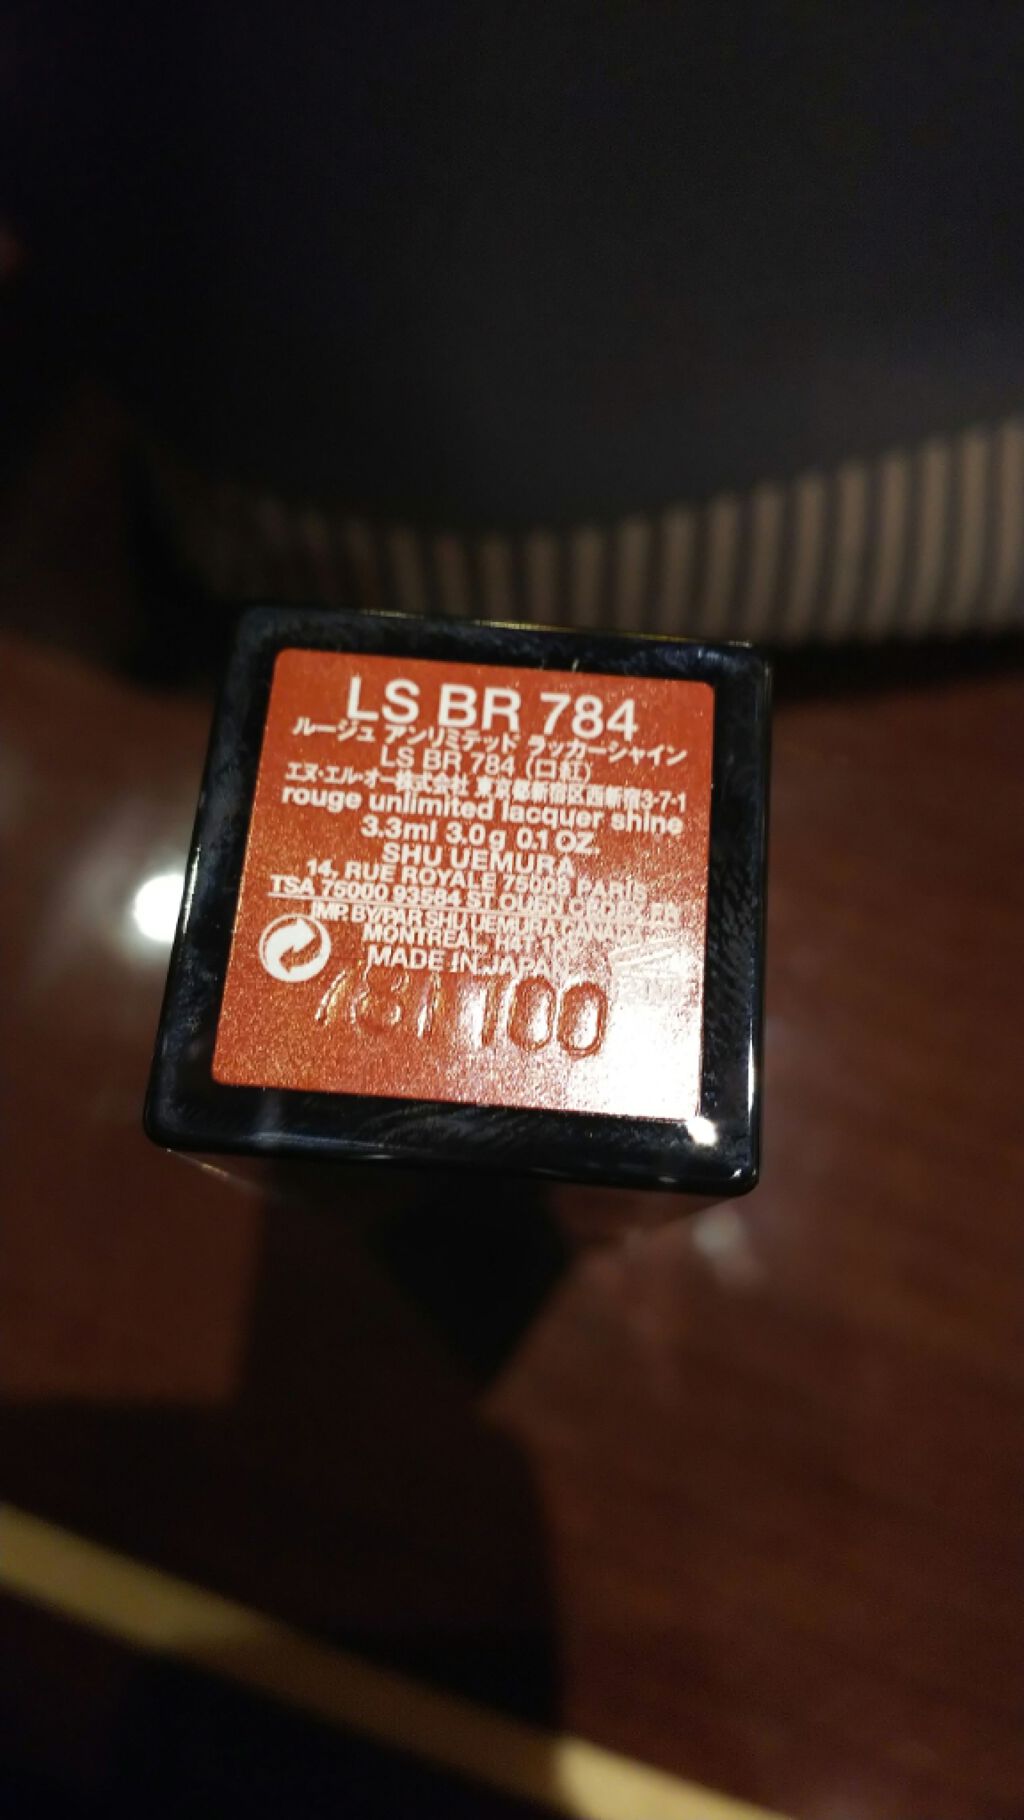 LS BR 784
ルージュ アンリミテッド ラッカーシャイン
LS BR 784 (口紅)
エヌ・エル・オー株式会社 東京都新宿区西新宿3-7-1
rouge unlimited lacquer shine
3.3ml 3.0g 0.1 OZ.
SHU UEMURA
14, RUE ROYALE 75008 PARIS
TSA 75000 93584 ST OUEN CEDEX FR
IMP. BY/PAR SHU UEMURA CANADA
MONTREAL, H4T
MADE IN JAPAN
100